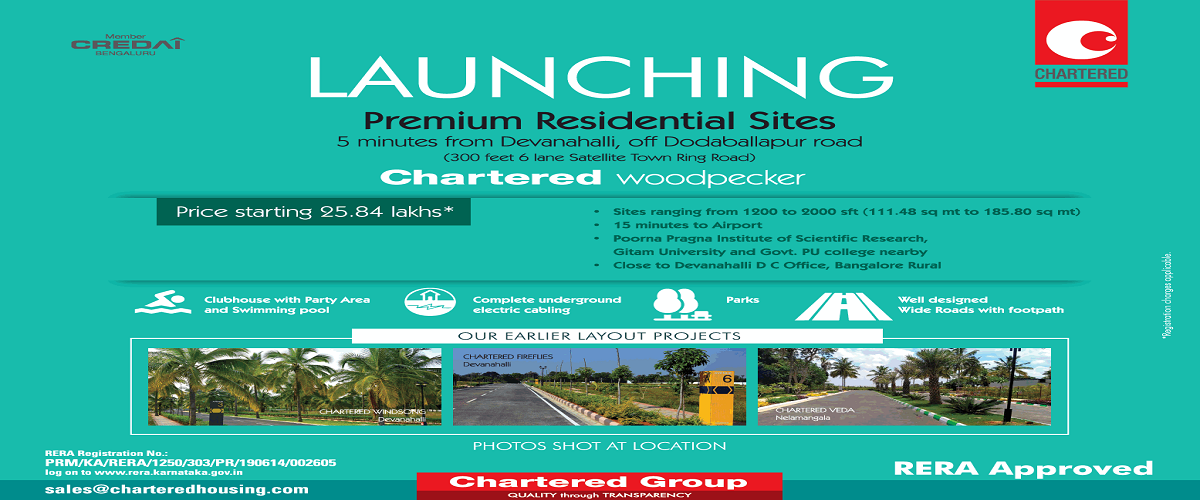 Member
CREDAI
BENGALURU
CHARTERED
LAUNCHING
Premium Residential Sites
5 minutes from Devanahalli, off Dodaballapur road
(300 feet 6 lane Satellite Town Ring Road)
Chartered woodpecker
Price starting 25.84 lakhs*
• Sites ranging from 1200 to 2000 sft (111.48 sq mt to 185.80 sq mt)
• 15 minutes to Airport
• Poorna Pragna Institute of Scientific Research,
Gitam University and Govt. PU college nearby
• Close to Devanahalli D C Office, Bangalore Rural
*Registration charges applicable.
Clubhouse with Party Area
and Swimming pool
Complete underground
electric cabling
Parks
Well designed
Wide Roads with footpath
OUR EARLIER LAYOUT PROJECTS
CHARTERED WINDSONG
Devanahalli
CHARTERED FIREFLIES
Devanahalli
6
CHARTERED VEDA
Nelamangala
PHOTOS SHOT AT LOCATION
RERA Registration No.:
PRM/KA/RERA/1250/303/PR/190614/002605
log on to www.rera.karnataka.gov.in
sales@charteredhousing.com
Chartered Group
QUALITY through TRANSPARENCY
RERA Approved